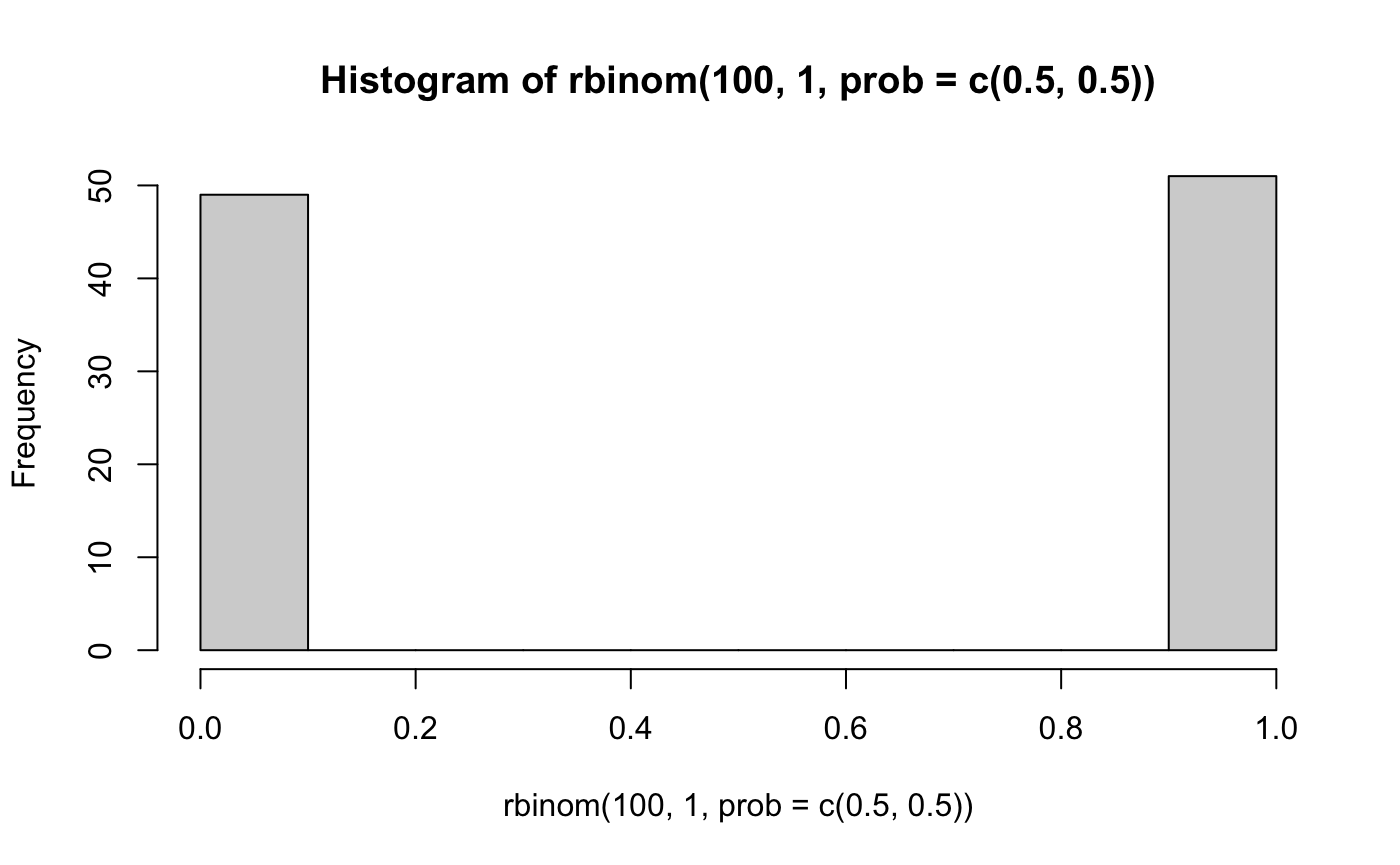 Histogram of rbinom(100, 1, prob = c(0.5, 0.5))
Frequency
50
40
30
20
10
0
0.0 0.2 0.4 0.6 0.8 1.0
rbinom(100, 1, prob = c(0.5, 0.5))